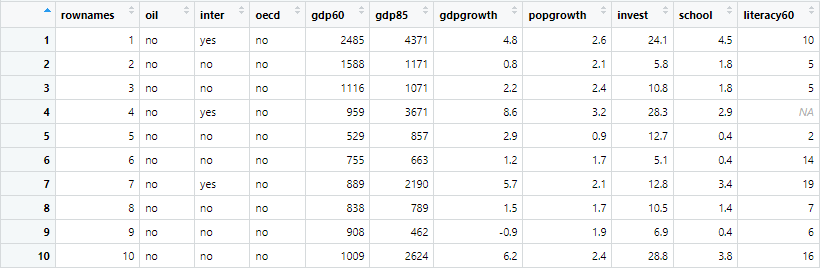 rownames oil inter oecd gdp60 gdp85 gdpgrowth popgrowth invest school literacy60
1 1 no yes no 2485 4371 4.8 2.6 24.1 4.5 10
2 2 no no no 1588 1171 0.8 2.1 5.8 1.8 5
3 3 no no no 1116 1071 2.2 2.4 10.8 1.8 5
4 4 no yes no 959 3671 8.6 3.2 28.3 2.9 NA
5 5 no no no 529 857 2.9 0.9 12.7 0.4 2
6 6 no no no 755 663 1.2 1.7 5.1 0.4 14
7 7 no yes no 889 2190 5.7 2.1 12.8 3.4 19
8 8 no no no 838 789 1.5 1.7 10.5 1.4 7
9 9 no no no 908 462 -0.9 1.9 6.9 0.4 6
10 10 no no no 1009 2624 6.2 2.4 28.8 3.8 16